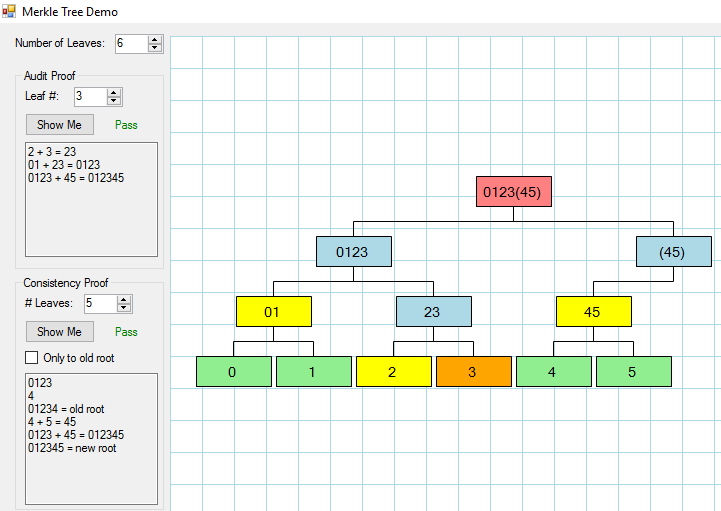 Merkle Tree Demo
Number of Leaves: 6
Audit Proof
Leaf #: 3
Show Me Pass
2 + 3 = 23
01 + 23 = 0123
0123 + 45 = 012345
Consistency Proof
# Leaves: 5
Show Me Pass
Only to old root
0123
4
01234 = old root
4 + 5 = 45
0123 + 45 = 012345
012345 = new root
0123(45)
0123 (45)
01 23 45
0 1 2 3 4 5